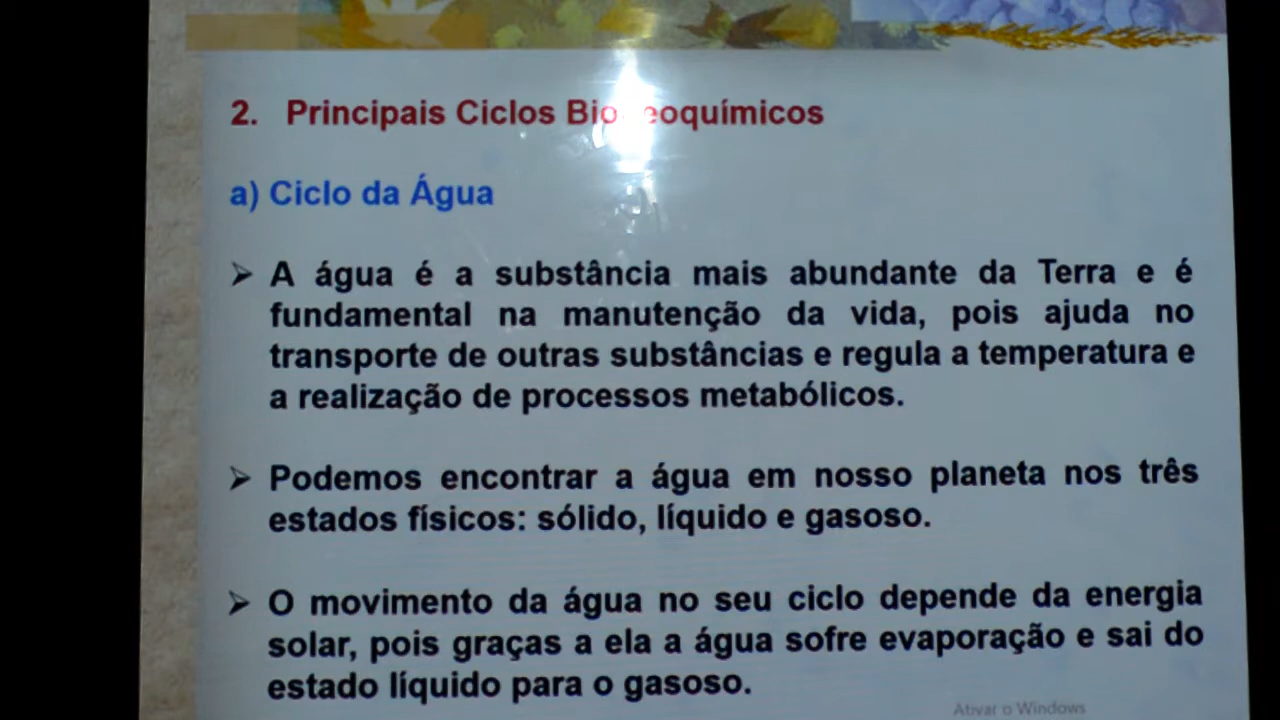 2. Principais Ciclos Biogeoquímicos
a) Ciclo da Água
➢ A água é a substância mais abundante da Terra e é
fundamental na manutenção da vida, pois ajuda no
transporte de outras substâncias e regula a temperatura e
a realização de processos metabólicos.
➢ Podemos encontrar a água em nosso planeta nos três
estados físicos: sólido, líquido e gasoso.
➢ O movimento da água no seu ciclo depende da energia
solar, pois graças a ela a água sofre evaporação e sai do
estado líquido para o gasoso.
Ativar o Windows